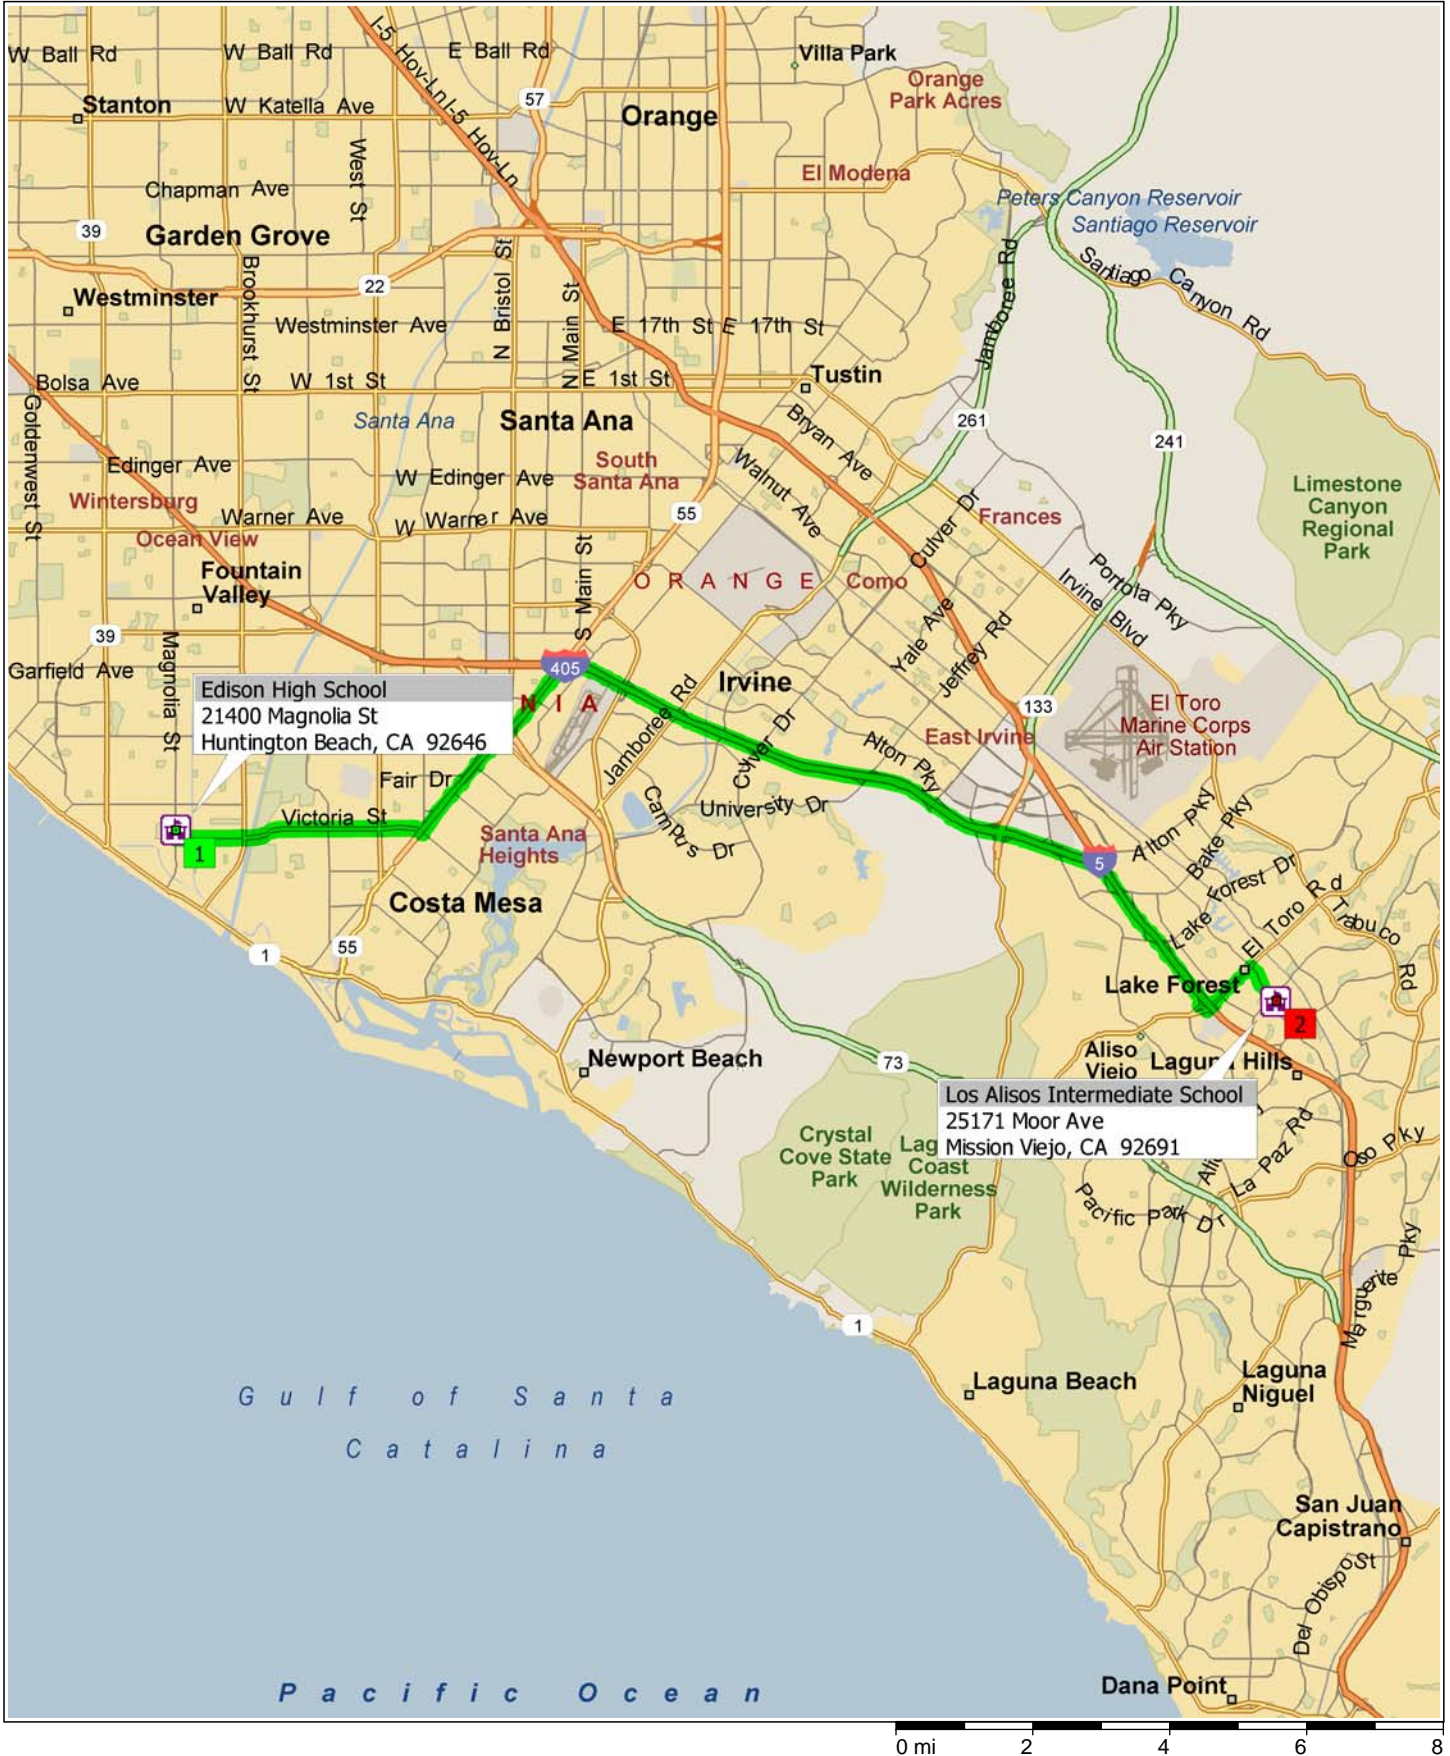 W Ball Rd
W Ball Rd
I-5 Hov-Ln
I-5 Hov-Ln
E Ball Rd
Villa Park
Orange
Park Acres
Stanton
W Katella Ave
57
Orange
West St
El Modena
Chapman Ave
Peters Canyon Reservoir
Santiago Reservoir
39
Garden Grove
Santiago Canyon Rd
Jamboree Rd
22
Westminster
Brookhurst St
N Bristol St
N Main St
Westminster Ave
E 17th St
E 17th St
Bolsa Ave
W 1st St
E 1st St
Tustin
Goldenwest St
Santa Ana
Santa Ana
Bryan Ave
261
241
Edinger Ave
W Edinger Ave
South
Santa Ana
Walnut Ave
Limestone
Canyon
Regional
Park
Wintersburg
Warner Ave
W Warner Ave
55
Culver Dr
Frances
Ocean View
Fountain
Valley
S Main St
O R A N G E
Como
Portola Pky
Irvine Blvd
Yale Ave
Jeffrey Rd
39
Magnolia St
Garfield Ave
405
Irvine
Edison High School
21400 Magnolia St
Huntington Beach, CA 92646
N I A
Jamboree Rd
Culver Dr
133
El Toro
Marine Corps
Air Station
East Irvine
Alton Pky
Fair Dr
Victoria St
Campus Dr
University Dr
Santa Ana
Heights
1
5
Alton Pky
Bake Pky
Lake Forest Dr
El Toro Rd
Trabuco Rd
Costa Mesa
1
55
Lake Forest
2
Newport Beach
73
Aliso
Viejo
Laguna Hills
Los Alisos Intermediate School
25171 Moor Ave
Mission Viejo, CA 92691
Crystal
Cove State
Park
Lag
Coast
Wilderness
Park
La Paz Rd
Oso Pky
Pacific Park Dr
Marguerite Pky
1
Laguna Beach
Laguna
Niguel
Gulf of Santa
Catalina
San Juan
Capistrano
Del Obispo St
Pacific Ocean
Dana Point
0 mi 2 4 6 8